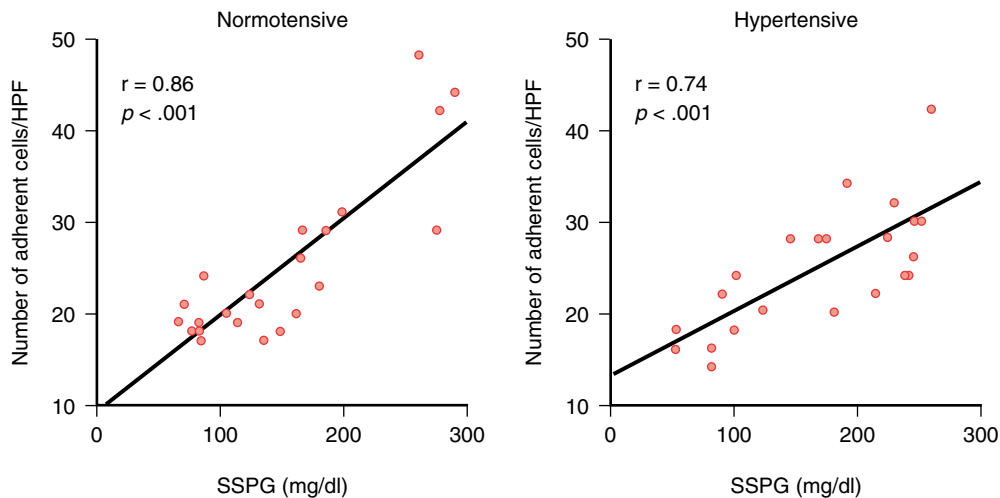 Normotensive
Number of adherent cells/HPF
50
40
30
20
10
r = 0.86
p < .001
0
100
200
300
SSPG (mg/dl)
Hypertensive
Number of adherent cells/HPF
50
40
30
20
10
r = 0.74
p < .001
0
100
200
300
SSPG (mg/dl)